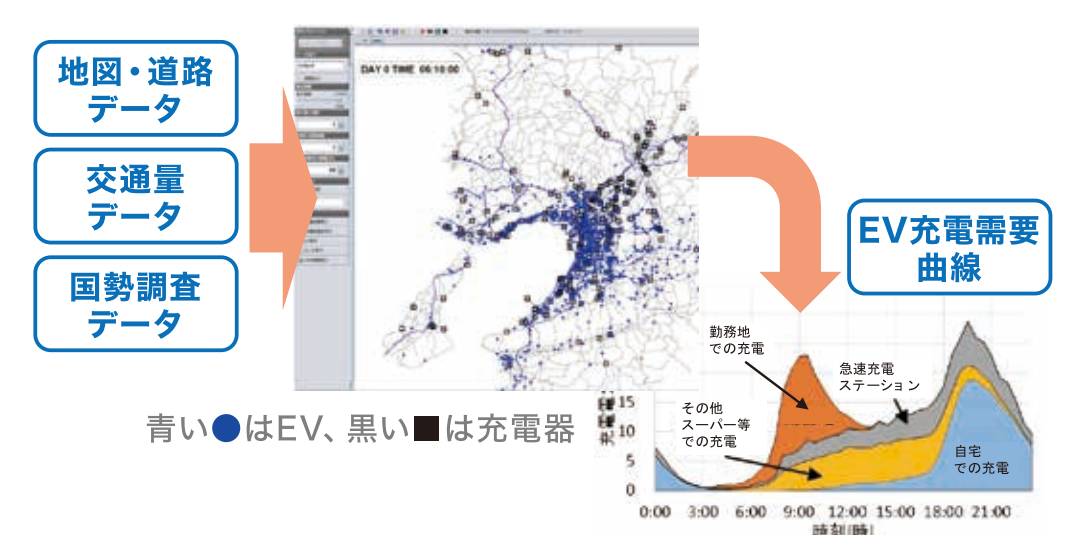 地図・道路
データ
交通量
データ
国勢調査
データ
DAY 0 TIME 06:10:00
青い●はEV、黒い■は充電器
EV充電需要
曲線
勤務地
での充電
急速充電
ステーション
その他
スーパー等
での充電
自宅
での充電
15
10
5
0
0:00 3:00 6:00 9:00 12:00 15:00 18:00 21:00
時刻[時]